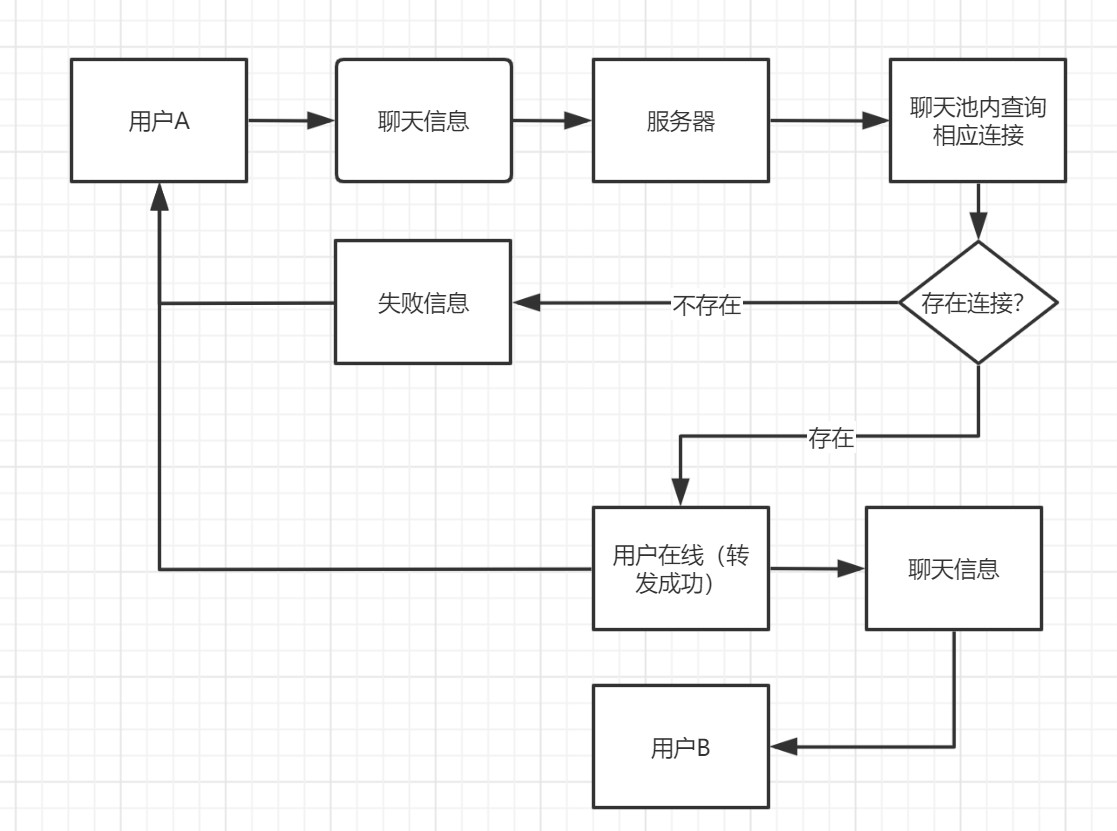 用户A
聊天信息
服务器
聊天池内查询
相应连接
失败信息
不存在
存在连接?
存在
用户在线（转
发成功）
聊天信息
用户B